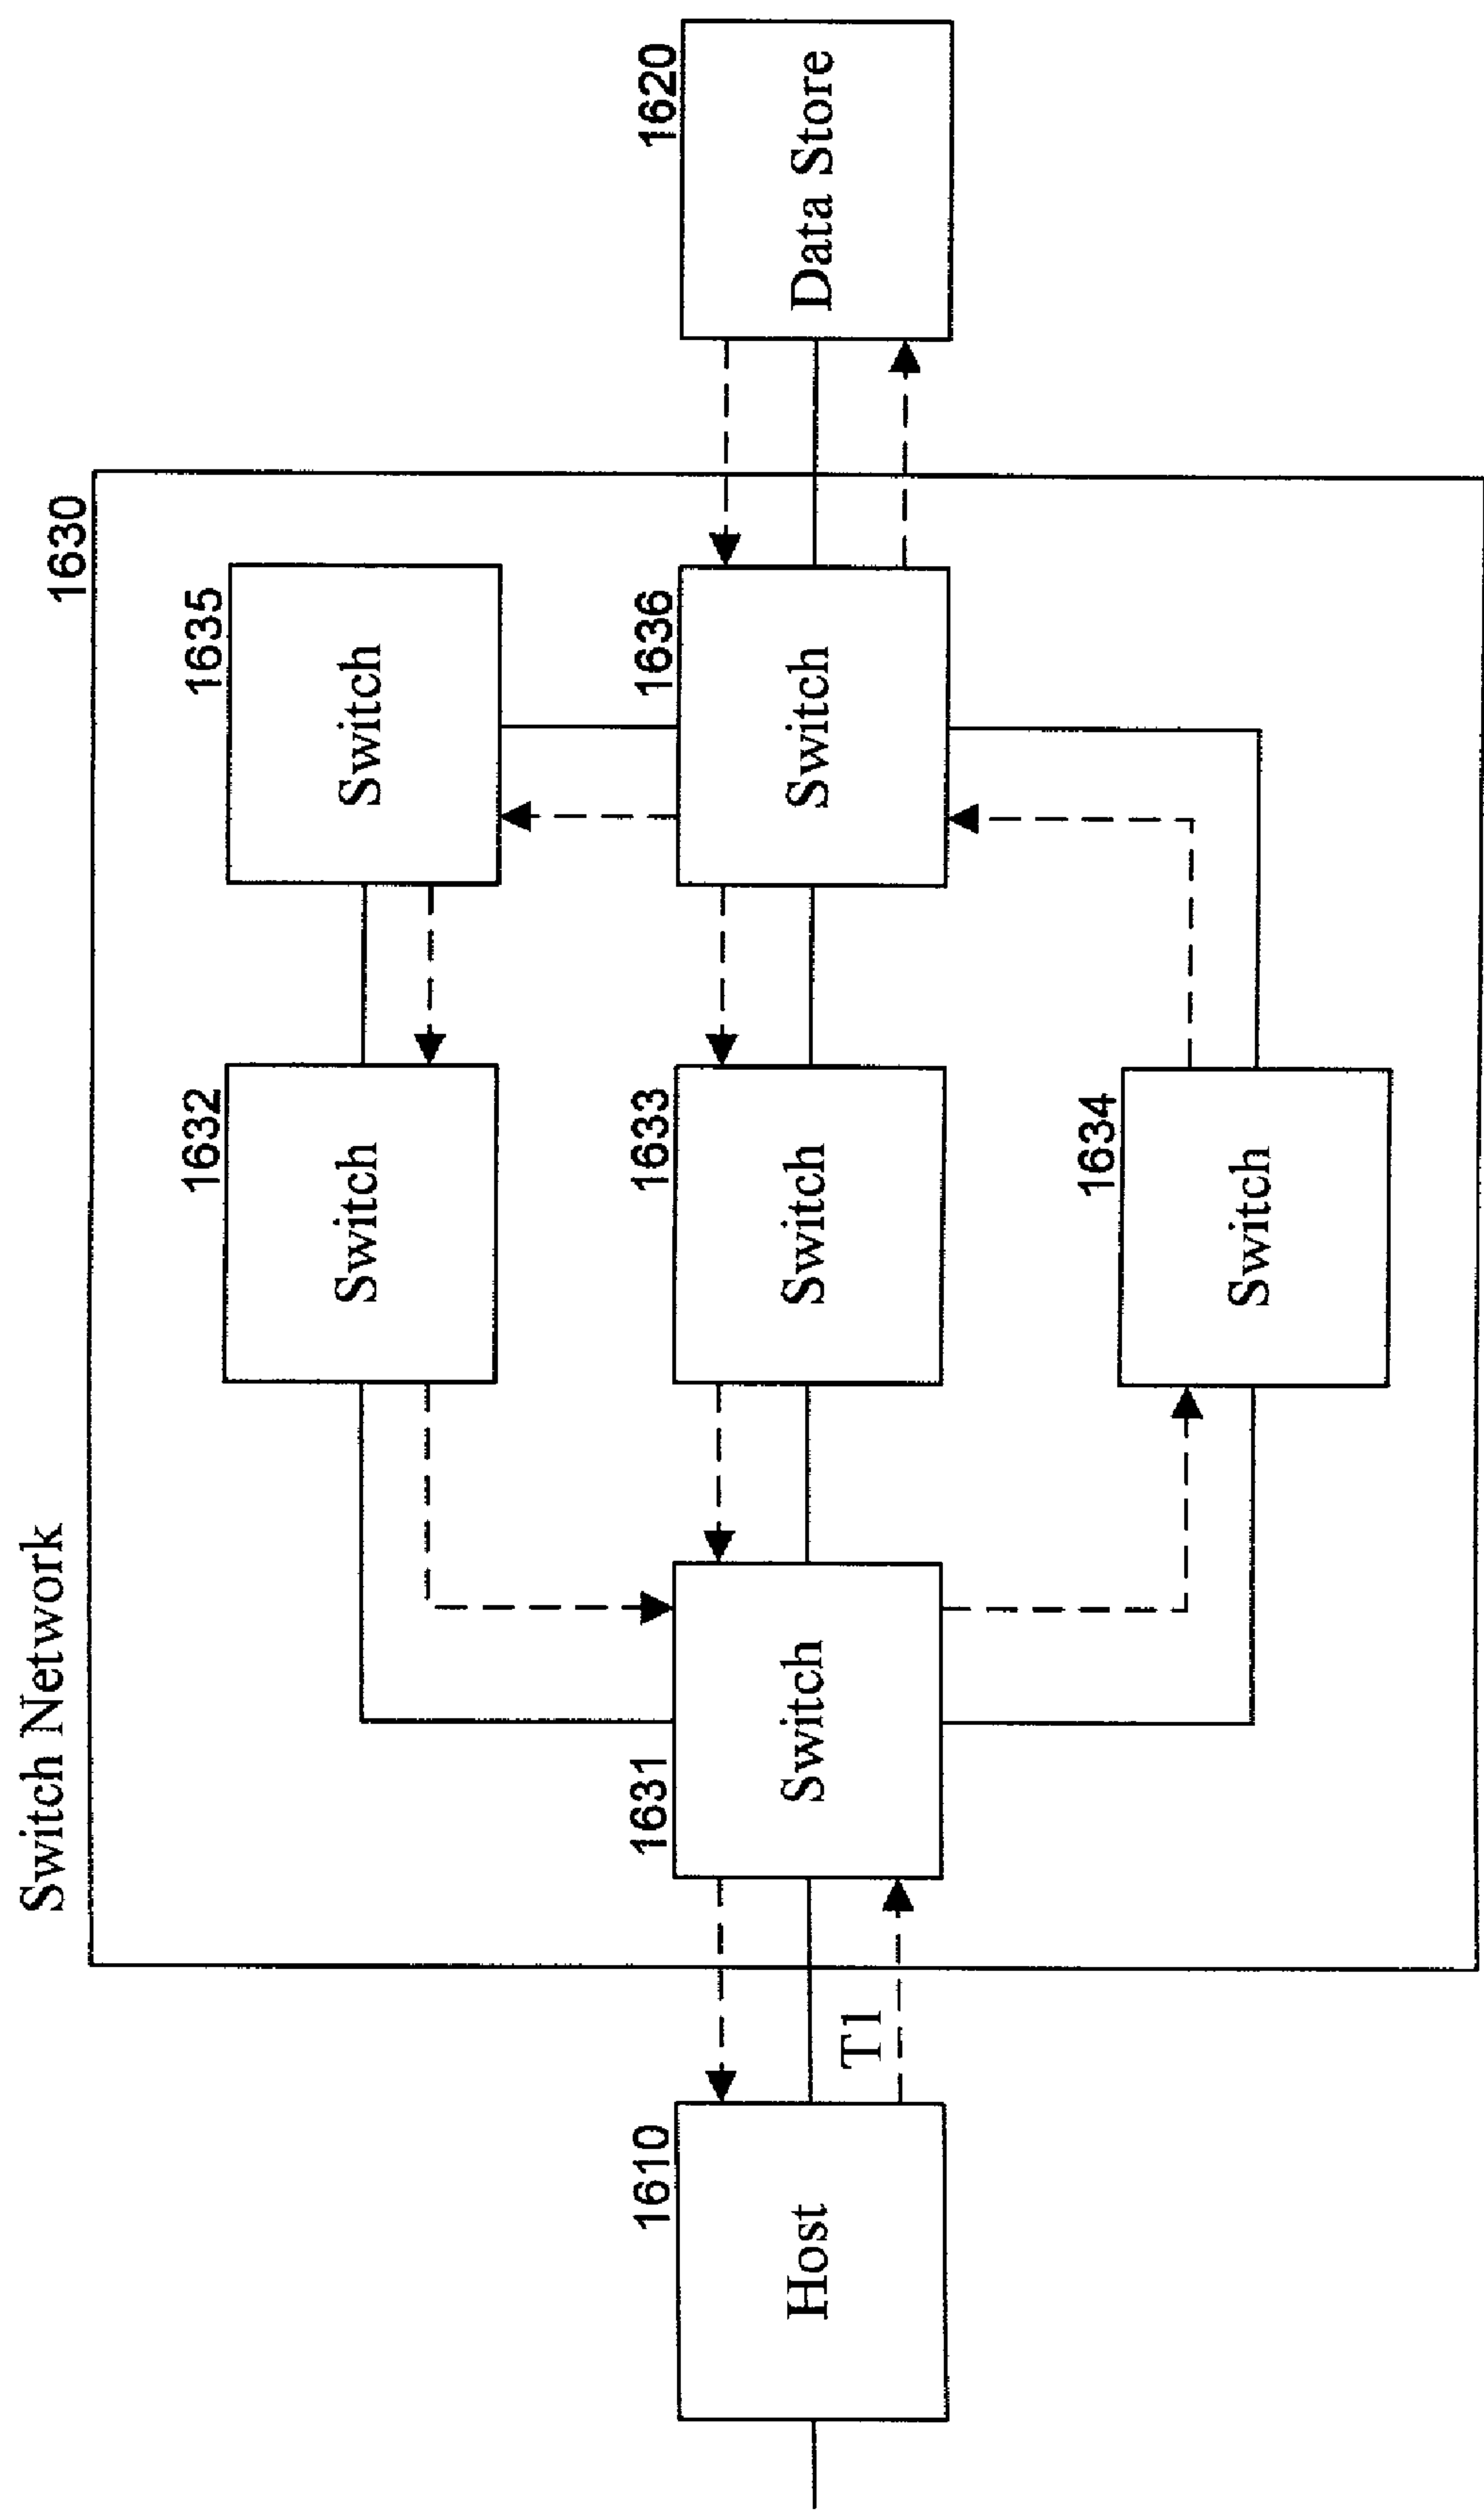 Switch Network
1630
1632
Switch
1635
Switch
1610
Host
T1
1631
Switch
1633
Switch
1636
Switch
1620
Data Store
1634
Switch